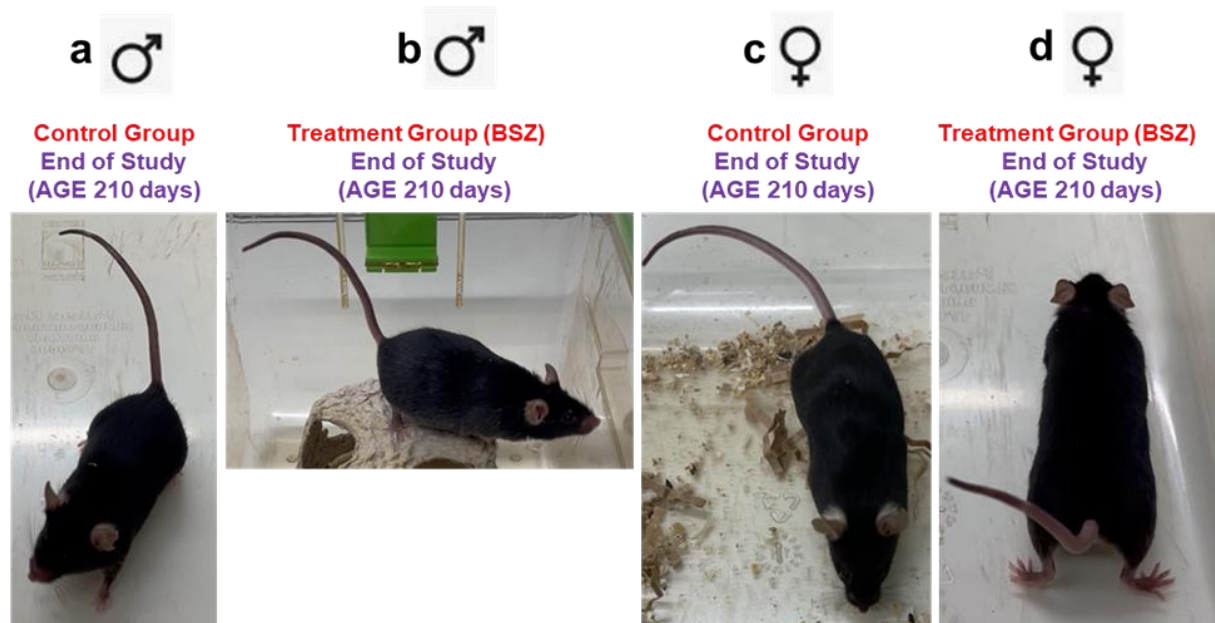 a
Control Group
End of Study
(AGE 210 days)
b
Treatment Group (BSZ)
End of Study
(AGE 210 days)
c
Control Group
End of Study
(AGE 210 days)
d
Treatment Group (BSZ)
End of Study
(AGE 210 days)